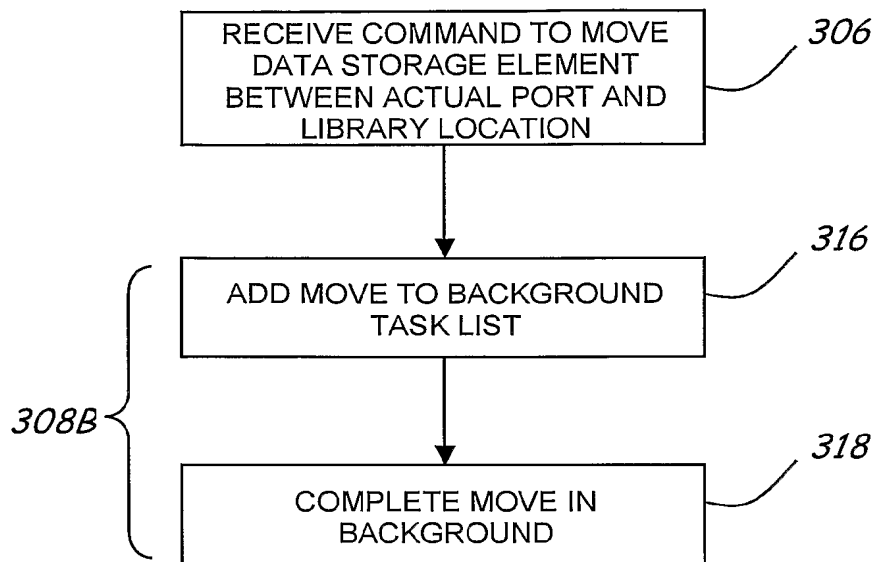 RECEIVE COMMAND TO MOVE
DATA STORAGE ELEMENT
BETWEEN ACTUAL PORT AND
LIBRARY LOCATION
306
ADD MOVE TO BACKGROUND
TASK LIST
316
308B
COMPLETE MOVE IN
BACKGROUND
318